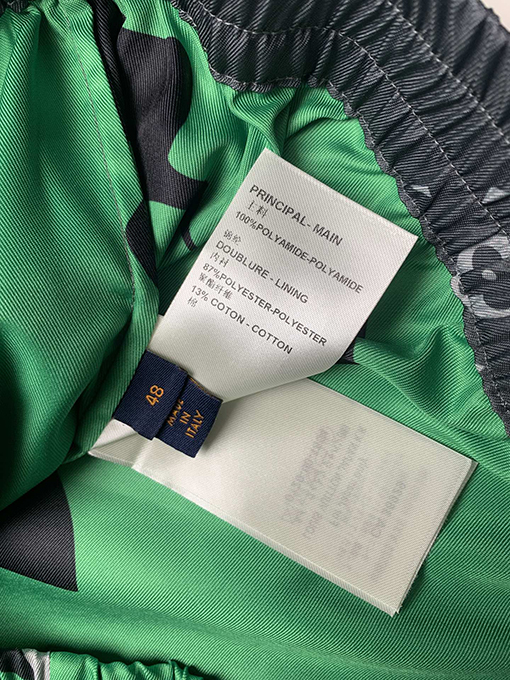 PRINCIPAL- MAIN
主料
100%POLYAMIDE-POLYAMIDE
锦纶
DOUBLURE - LINING
内衬
87%POLYESTER-POLYESTER
聚酯纤维
13% COTON - COTTON
棉
48
MADE
IN
ITALY